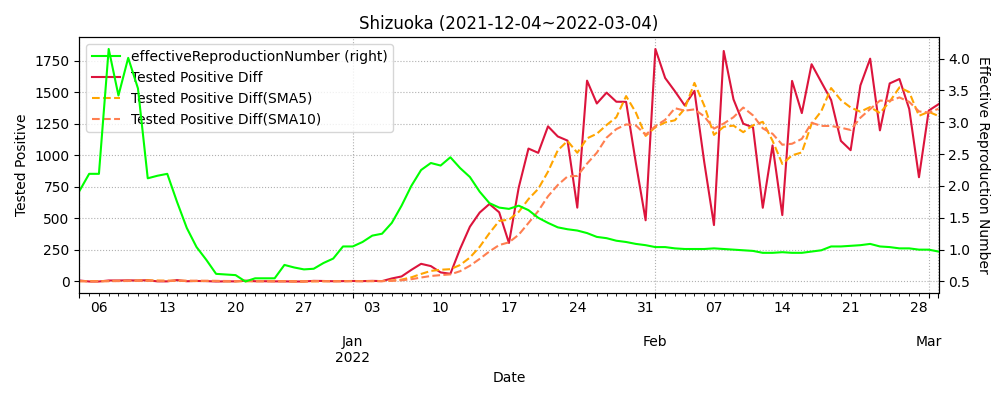 Shizuoka (2021-12-04~2022-03-04)
effectiveReproductionNumber (right)
Tested Positive Diff
Tested Positive Diff(SMA5)
Tested Positive Diff(SMA10)
Tested Positive
1750
1500
1250
1000
750
500
250
0
4.0
3.5
3.0
2.5
2.0
1.5
1.0
0.5
Effective Reproduction Number
06 13 20 27 03 10 17 24 31 07 14 21 28
Jan Feb Mar
2022
Date